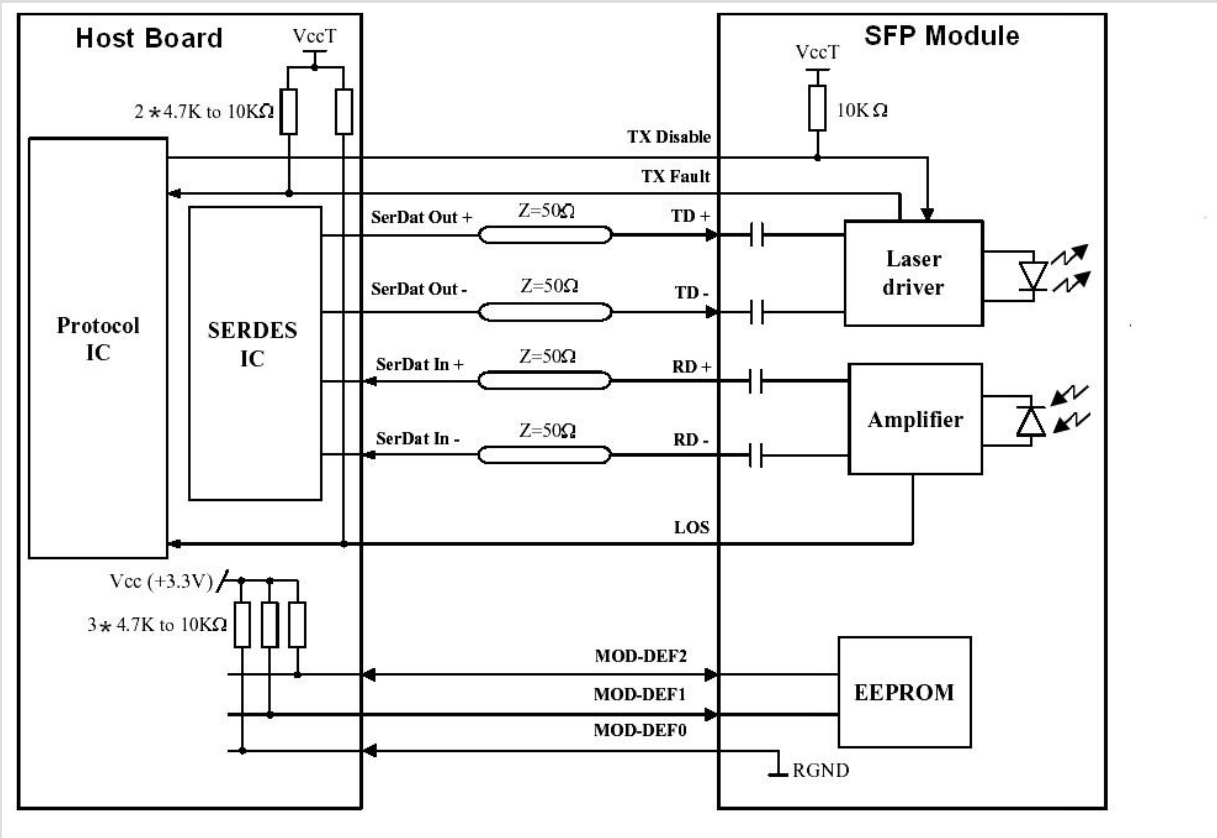 Host Board
SFP Module
VccT
VccT
2*4.7K to 10KΩ
10KΩ
TX Disable
TX Fault
SerDat Out +
Z=50Ω
TD +
Laser
driver
SerDat Out -
Z=50Ω
TD -
Protocol
IC
SERDES
IC
SerDat In +
Z=50Ω
RD +
Amplifier
SerDat In -
Z=50Ω
RD -
LOS
Vcc (+3.3V)
3* 4.7K to 10KΩ
MOD-DEF2
MOD-DEF1
MOD-DEF0
EEPROM
RGND